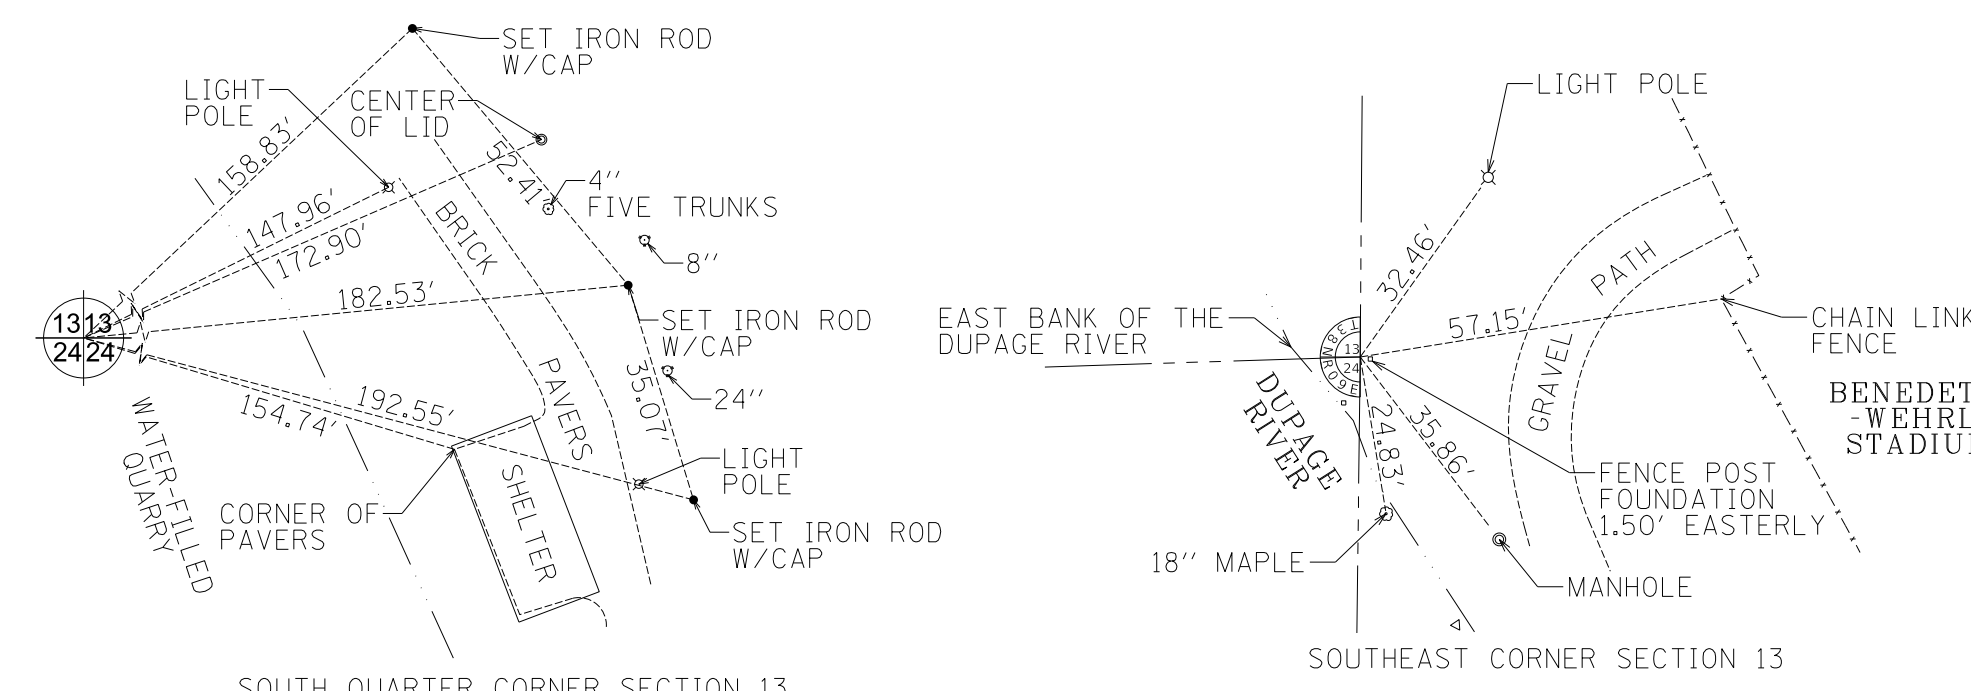 SET IRON ROD
W/CAP
LIGHT
POLE
CENTER
OF LID
158.83'
52.41'
4''
FIVE TRUNKS
147.96'
172.90'
BRICK
8''
182.53'
13 13
24 24
SET IRON ROD
W/CAP
PAVERS
35.07'
24''
192.55'
154.74'
WATER-FILLED
QUARRY
LIGHT
POLE
CORNER OF
PAVERS
SHELTER
SET IRON ROD
W/CAP
SOUTH QUARTER CORNER SECTION 13
LIGHT POLE
32.46'
PATH
EAST BANK OF THE
DUPAGE RIVER
T38N R09E
13
24
57.15'
CHAIN LINK
FENCE
GRAVEL
DUPAGE
RIVER
24.83'
35.86'
BENEDET
-WEHRL
STADIU
FENCE POST
FOUNDATION
1.50' EASTERLY
18'' MAPLE
MANHOLE
SOUTHEAST CORNER SECTION 13